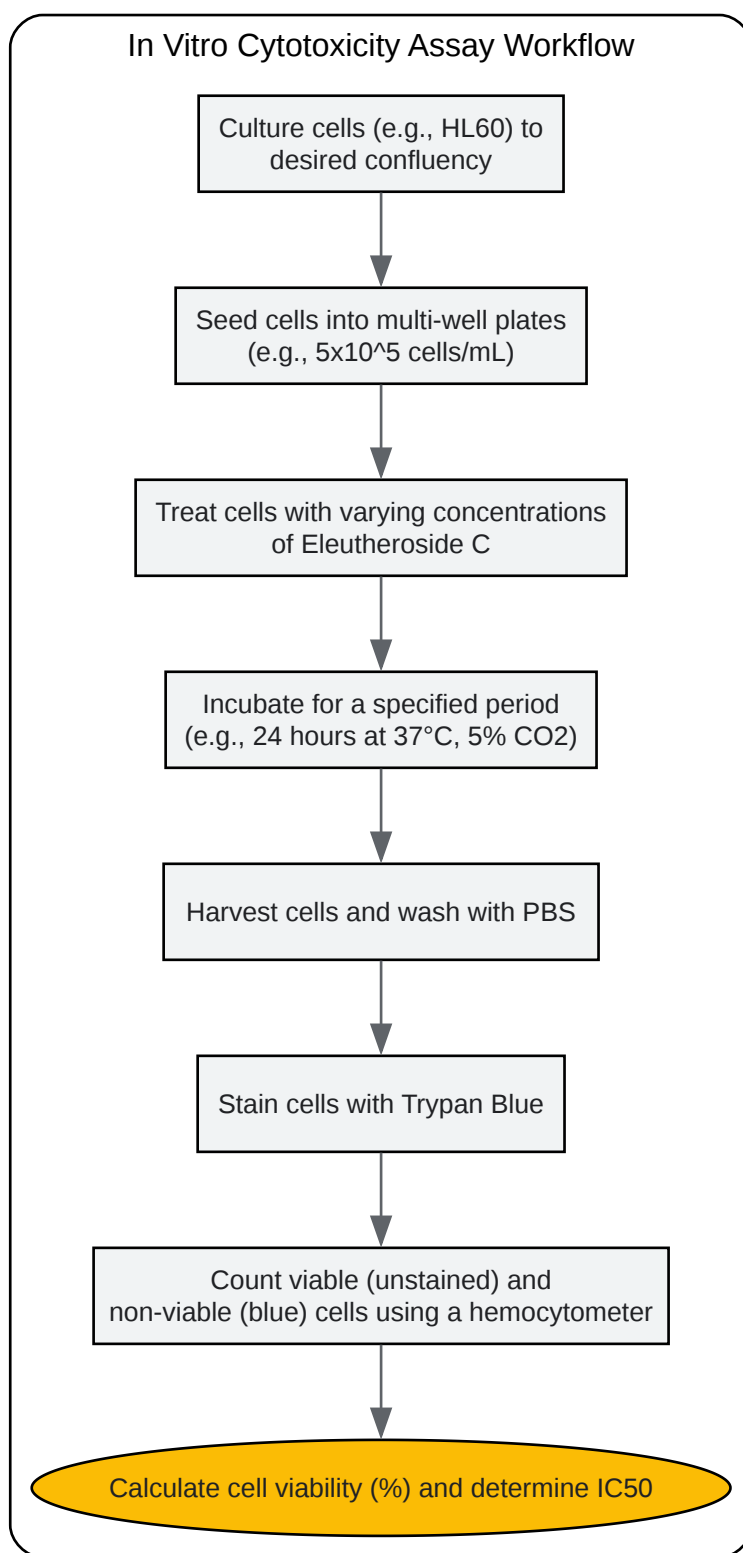 In Vitro Cytotoxicity Assay Workflow
Culture cells (e.g., HL60) to
desired confluency
Seed cells into multi-well plates
(e.g., 5x10^5 cells/mL)
Treat cells with varying concentrations
of Eleutheroside C
Incubate for a specified period
(e.g., 24 hours at 37°C, 5% CO2)
Harvest cells and wash with PBS
Stain cells with Trypan Blue
Count viable (unstained) and
non-viable (blue) cells using a hemocytometer
Calculate cell viability (%) and determine IC50